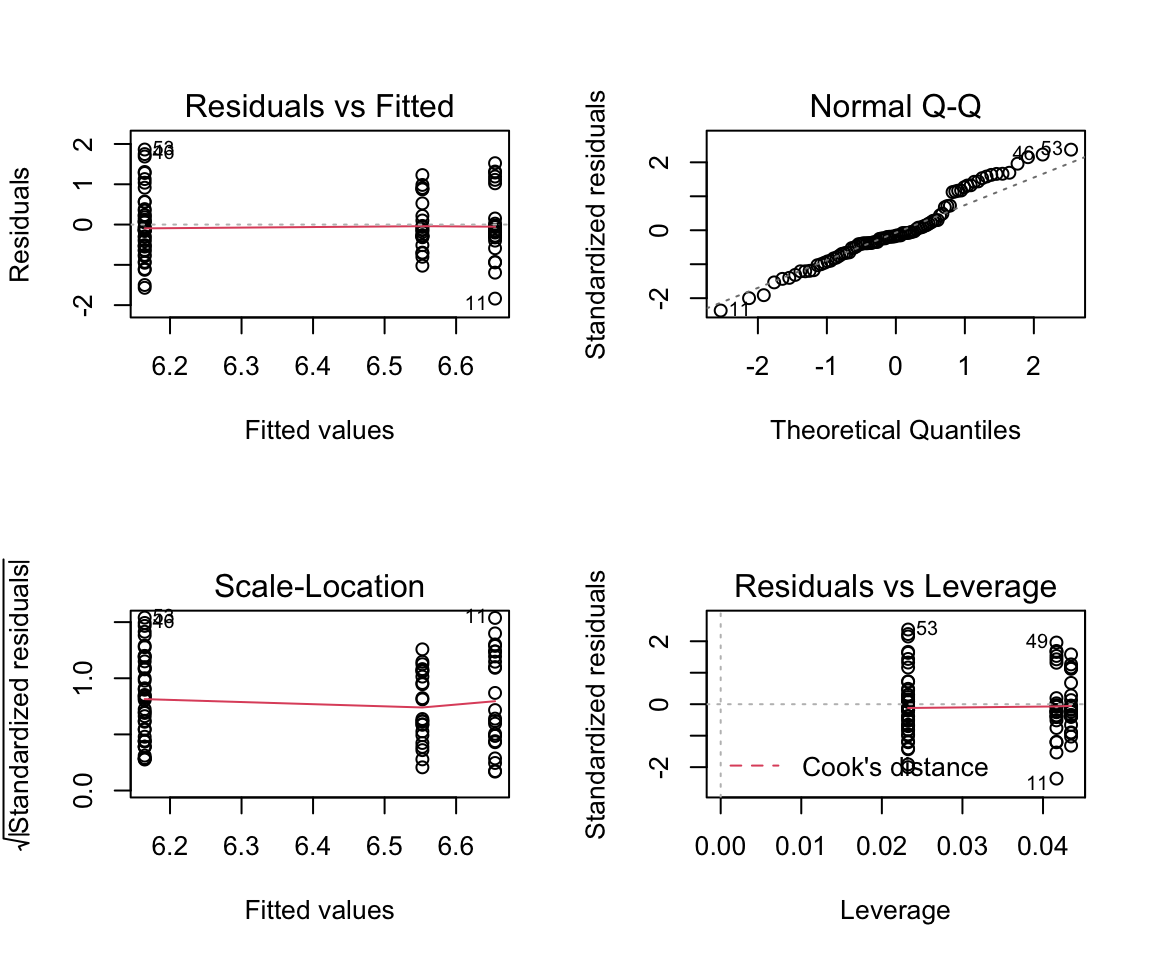 Residuals vs Fitted
Residuals
2
1
0
-2
53
46
11
6.2 6.3 6.4 6.5 6.6
Fitted values
Normal Q-Q
Standardized residuals
2
0
-2
46 53
11
-2 -1 0 1 2
Theoretical Quantiles
Scale-Location
√|Standardized residuals|
1.0
0.0
53
46
11
6.2 6.3 6.4 6.5 6.6
Fitted values
Residuals vs Leverage
Standardized residuals
2
0
-2
53
49
11
Cook's distance
0.00 0.01 0.02 0.03 0.04
Leverage